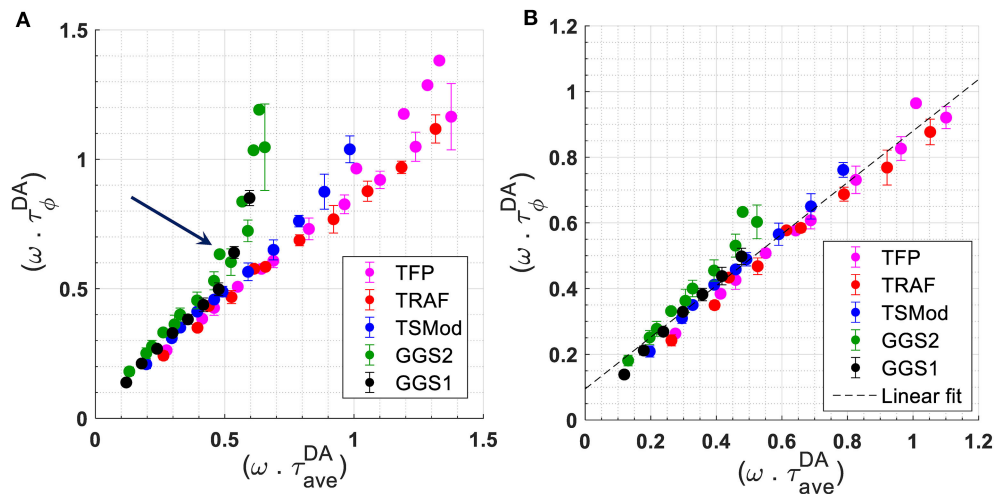 A
1.5
1
0.5
0
0
0.5
1
1.5
(ω . τ_ϕ^DA)
(ω . τ_ave^DA)
TFP
TRAF
TSMod
GGS2
GGS1
B
1.2
1
0.8
0.6
0.4
0.2
0
0
0.2
0.4
0.6
0.8
1
1.2
(ω . τ_ϕ^DA)
(ω . τ_ave^DA)
TFP
TRAF
TSMod
GGS2
GGS1
Linear fit